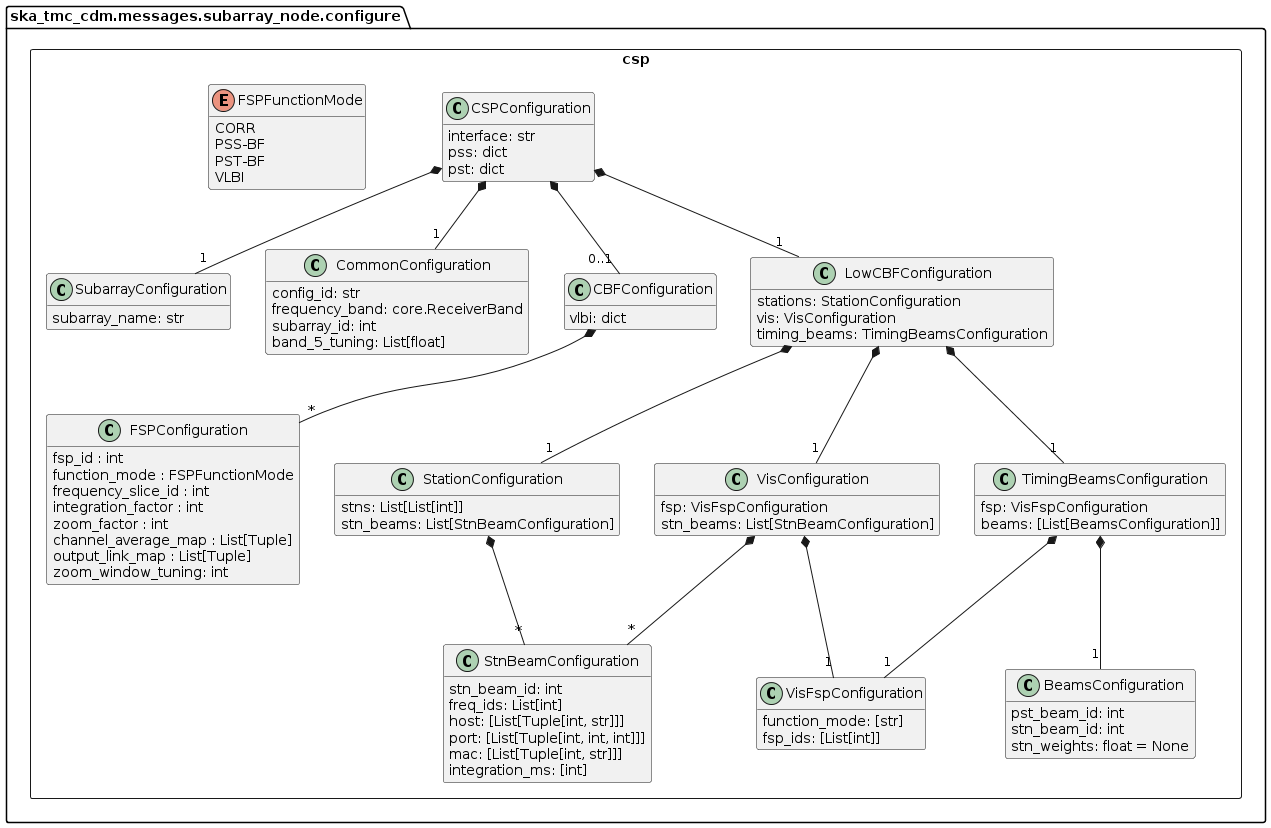 ska_tmc_cdm.messages.subarray_node.configure
csp
E FSPFunctionMode
CORR
PSS-BF
PST-BF
VLBI
C CSPConfiguration
interface: str
pss: dict
pst: dict
1
1
0..1
1
C SubarrayConfiguration
subarray_name: str
C CommonConfiguration
config_id: str
frequency_band: core.ReceiverBand
subarray_id: int
band_5_tuning: List[float]
C CBFConfiguration
vlbi: dict
C LowCBFConfiguration
stations: StationConfiguration
vis: VisConfiguration
timing_beams: TimingBeamsConfiguration
*
1
1
1
C FSPConfiguration
fsp_id : int
function_mode : FSPFunctionMode
frequency_slice_id : int
integration_factor : int
zoom_factor : int
channel_average_map : List[Tuple]
output_link_map : List[Tuple]
zoom_window_tuning: int
C StationConfiguration
stns: List[List[int]]
stn_beams: List[StnBeamConfiguration]
C VisConfiguration
fsp: VisFspConfiguration
stn_beams: List[StnBeamConfiguration]
C TimingBeamsConfiguration
fsp: VisFspConfiguration
beams: [List[BeamsConfiguration]]
*
*
1
1
1
C StnBeamConfiguration
stn_beam_id: int
freq_ids: List[int]
host: [List[Tuple[int, str]]]
port: [List[Tuple[int, int, int]]]
mac: [List[Tuple[int, str]]]
integration_ms: [int]
C VisFspConfiguration
function_mode: [str]
fsp_ids: [List[int]]
C BeamsConfiguration
pst_beam_id: int
stn_beam_id: int
stn_weights: float = None